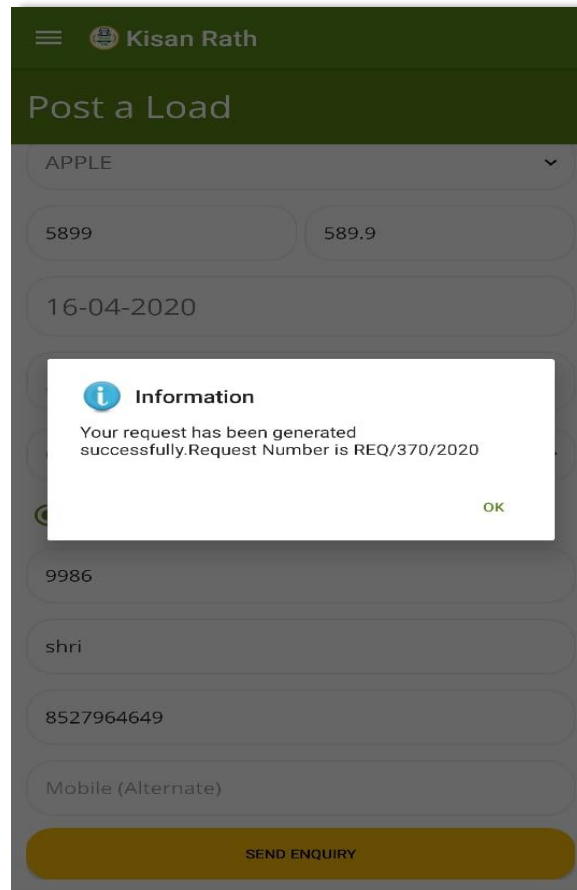 Kisan Rath
Post a Load
APPLE
5899 589.9
16-04-2020
Information
Your request has been generated
successfully.Request Number is REQ/370/2020
OK
9986
shri
8527964649
Mobile (Alternate)
SEND ENQUIRY